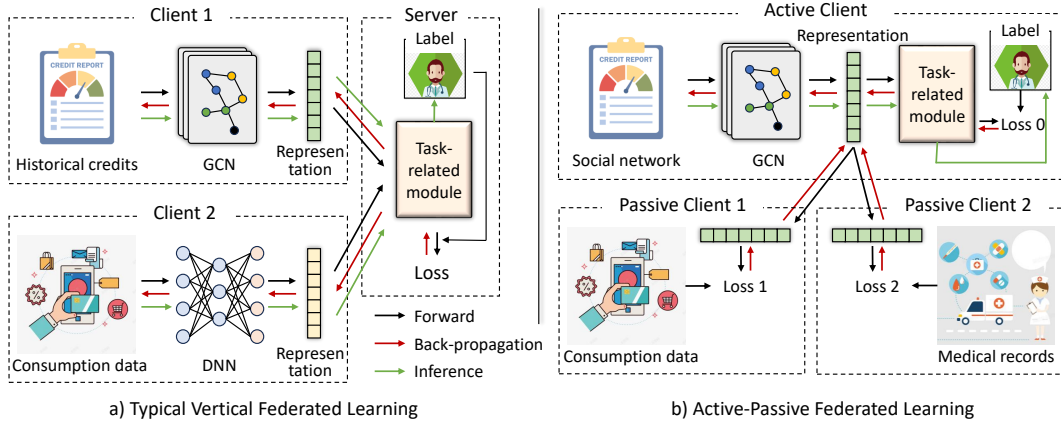 Client 1
CREDIT REPORT
Historical credits
GCN
Represen
tation
Server
Label
Task-
related
module
Loss
Client 2
%
Consumption data
DNN
Represen
tation
Forward
Back-propagation
Inference
a) Typical Vertical Federated Learning
Active Client
CREDIT REPORT
Social network
GCN
Representation
Task-
related
module
Label
Loss 0
Passive Client 1
%
Consumption data
Loss 1
Passive Client 2
Loss 2
Medical records
b) Active-Passive Federated Learning